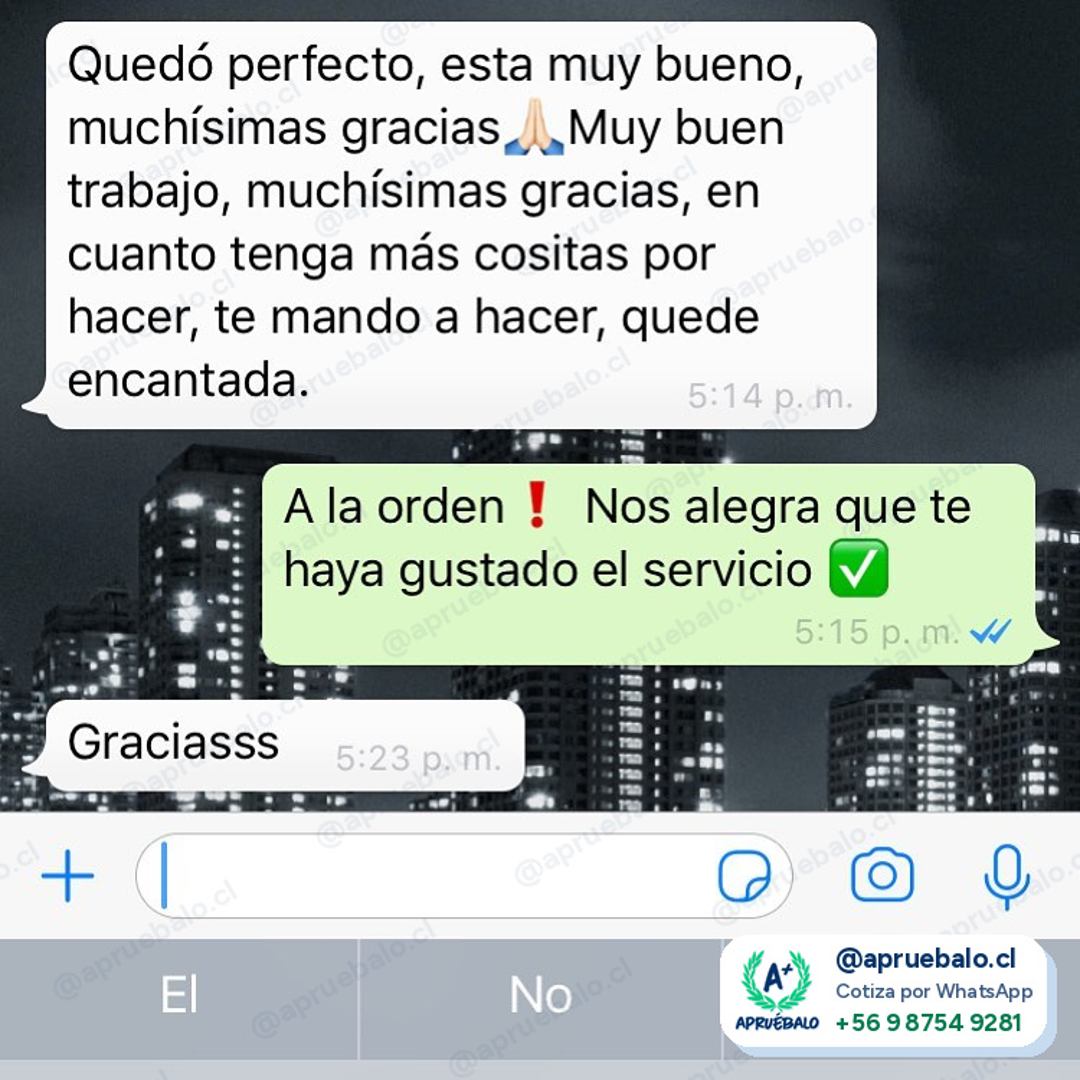 Quedó perfecto, esta muy bueno,
muchísimas gracias🙏🏻Muy buen
trabajo, muchísimas gracias, en
cuanto tenga más cositas por
hacer, te mando a hacer, quede
encantada.
5:14 p. m.
A la orden❗ Nos alegra que te
haya gustado el servicio ✅
5:15 p. m.
Graciasss
5:23 p. m.
El
No
A+
APRUÉBALO
@apruebalo.cl
Cotiza por WhatsApp
+56 9 8754 9281